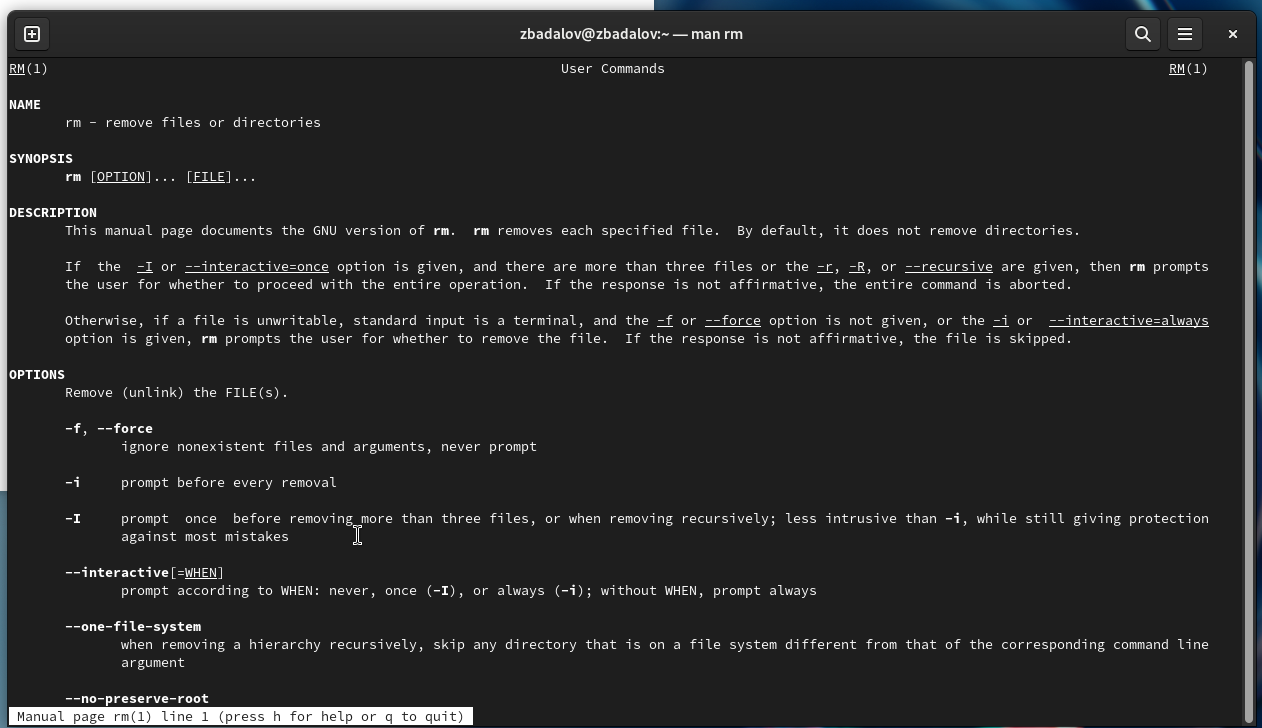 zbadalov@zbadalov:~ — man rm
RM(1) User Commands RM(1)
NAME
rm - remove files or directories
SYNOPSIS
rm [OPTION]... [FILE]...
DESCRIPTION
This manual page documents the GNU version of rm.  rm removes each specified file.  By default, it does not remove directories.
If  the  -I or --interactive=once option is given, and there are more than three files or the -r, -R, or --recursive are given, then rm prompts
the user for whether to proceed with the entire operation.  If the response is not affirmative, the entire command is aborted.
Otherwise, if a file is unwritable, standard input is a terminal, and the -f or --force option is not given, or the -i or  --interactive=always
option is given, rm prompts the user for whether to remove the file.  If the response is not affirmative, the file is skipped.
OPTIONS
Remove (unlink) the FILE(s).
-f, --force
ignore nonexistent files and arguments, never prompt
-i     prompt before every removal
-I     prompt  once  before removing more than three files, or when removing recursively; less intrusive than -i, while still giving protection
against most mistakes
--interactive[=WHEN]
prompt according to WHEN: never, once (-I), or always (-i); without WHEN, prompt always
--one-file-system
when removing a hierarchy recursively, skip any directory that is on a file system different from that of the corresponding command line
argument
--no-preserve-root
Manual page rm(1) line 1 (press h for help or q to quit)